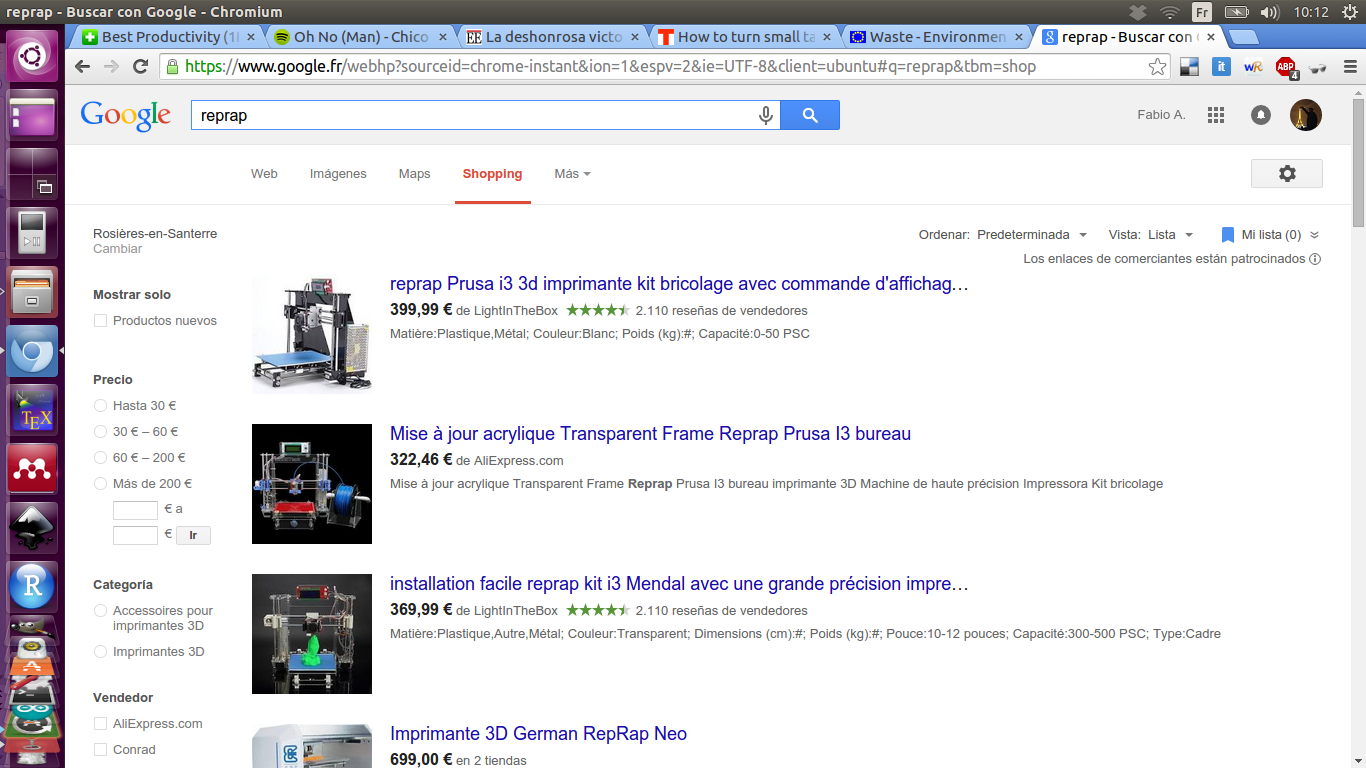 reprap - Buscar con Google - Chromium
Fr
10:12
Best Productivity (1
Oh No (Man) - Chico
La deshonrosa victo
How to turn small ta
Waste - Environmen
reprap - Buscar con
https://www.google.fr/webhp?sourceid=chrome-instant&ion=1&espv=2&ie=UTF-8&client=ubuntu#q=reprap&tbm=shop
it
wR
ABP
4
Google
reprap
Fabio A.
Web
Imágenes
Maps
Shopping
Más
Rosières-en-Santerre
Cambiar
Ordenar: Predeterminada
Vista: Lista
Mi lista (0)
Los enlaces de comerciantes están patrocinados
Mostrar solo
Productos nuevos
Precio
Hasta 30 €
30 € – 60 €
60 € – 200 €
Más de 200 €
€ a
€
Ir
Categoría
Accessoires pour
imprimantes 3D
Imprimantes 3D
Vendedor
AliExpress.com
Conrad
reprap Prusa i3 3d imprimante kit bricolage avec commande d'affichag…
399,99 € de LightInTheBox 2.110 reseñas de vendedores
Matière:Plastique,Métal; Couleur:Blanc; Poids (kg):#; Capacité:0-50 PSC
Mise à jour acrylique Transparent Frame Reprap Prusa I3 bureau
322,46 € de AliExpress.com
Mise à jour acrylique Transparent Frame Reprap Prusa I3 bureau imprimante 3D Machine de haute précision Impressora Kit bricolage
installation facile reprap kit i3 Mendal avec une grande précision impre…
369,99 € de LightInTheBox 2.110 reseñas de vendedores
Matière:Plastique,Autre,Métal; Couleur:Transparent; Dimensions (cm):#; Poids (kg):#; Pouce:10-12 pouces; Capacité:300-500 PSC; Type:Cadre
Imprimante 3D German RepRap Neo
699,00 € en 2 tiendas
TEX
R